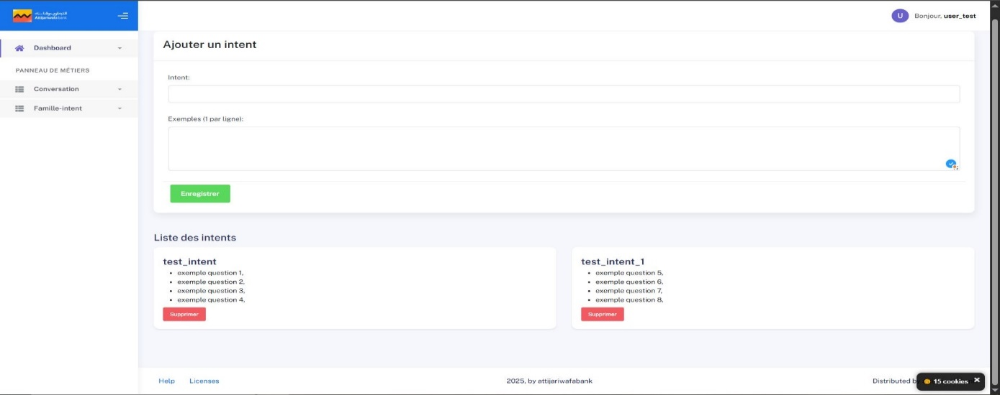 التجاري وفا بنك
Attijariwafa bank
U Bonjour, user_test
Dashboard
PANNEAU DE MÉTIERS
Conversation
Famille-intent
Ajouter un intent
Intent:
Exemples (1 par ligne):
Enregistrer
Liste des intents
test_intent
exemple question 1,
exemple question 2,
exemple question 3,
exemple question 4,
Supprimer
test_intent_1
exemple question 5,
exemple question 6,
exemple question 7,
exemple question 8,
Supprimer
Help Licenses
2025, by attijariwafabank
Distributed b
15 cookies